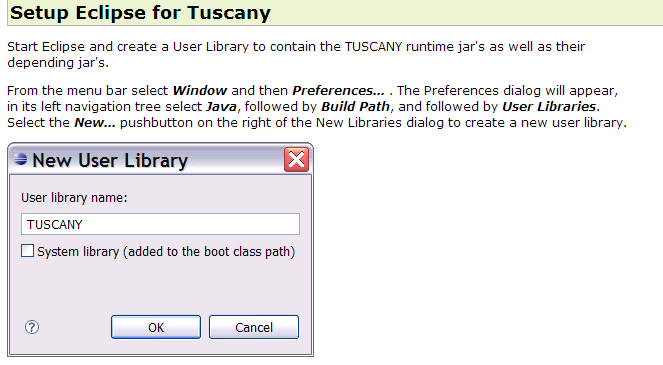 Setup Eclipse for Tuscany
Start Eclipse and create a User Library to contain the TUSCANY runtime jar's as well as their
depending jar's.
From the menu bar select Window and then Preferences... . The Preferences dialog will appear,
in its left navigation tree select Java, followed by Build Path, and followed by User Libraries.
Select the New... pushbutton on the right of the New Libraries dialog to create a new user library.
New User Library
User library name:
TUSCANY
System library (added to the boot class path)
? OK Cancel